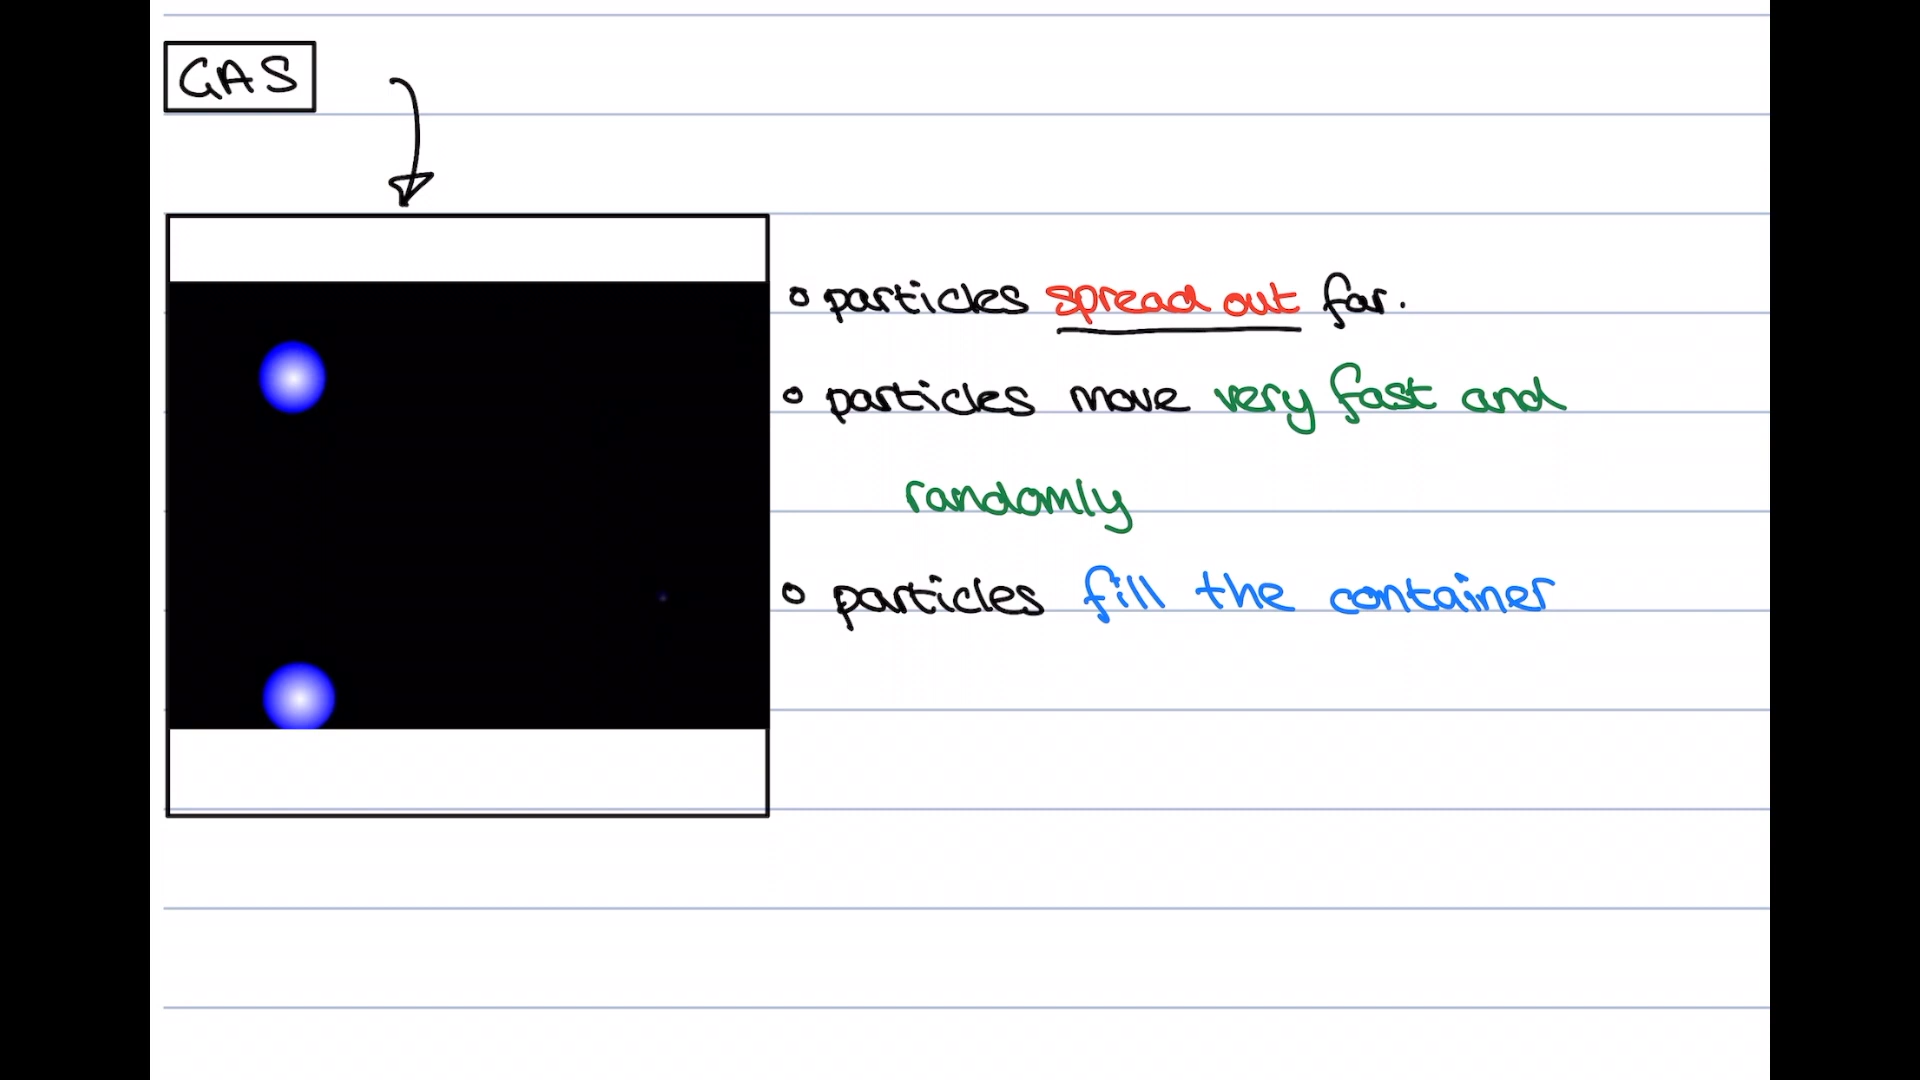 GAS
particles spread out far.
particles move very fast and
randomly
particles fill the container